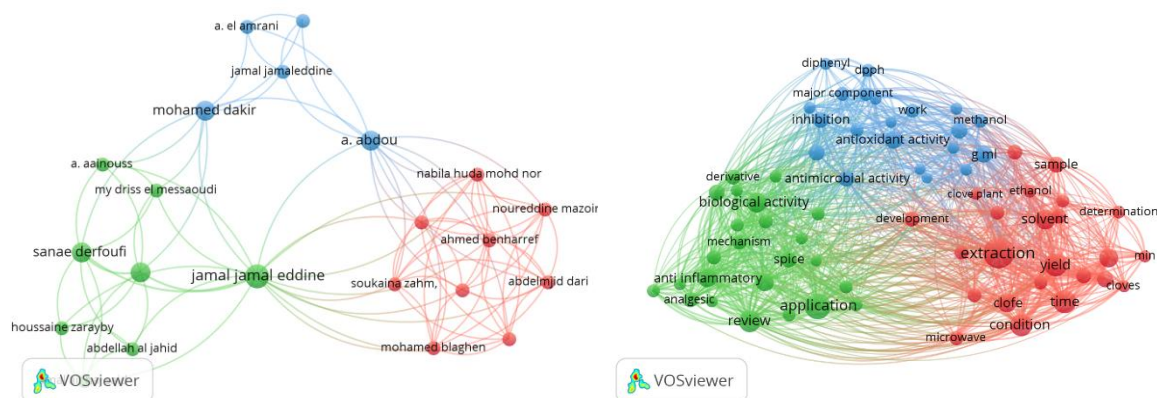 a. el amrani
jamal jamaleddine
mohamed dakir
a. abdou
a. aainouss
my driss el messaoudi
nabila huda mohd nor
noureddine mazoir
sanae derfoufi
ahmed benharref
jamal jamal eddine
soukaina zahm,
abdelmjid dari
houssaine zarayby
abdellah al jahid
mohamed blaghen
VOSviewer
diphenyl
dpph
major component
work
inhibition
methanol
antioxidant activity
g ml
sample
derivative
antimicrobial activity
clove plant
ethanol
biological activity
development
solvent
determination
mechanism
extraction
min
spice
yield
anti inflammatory
cloves
analgesic
application
clofe
time
review
condition
microwave
VOSviewer